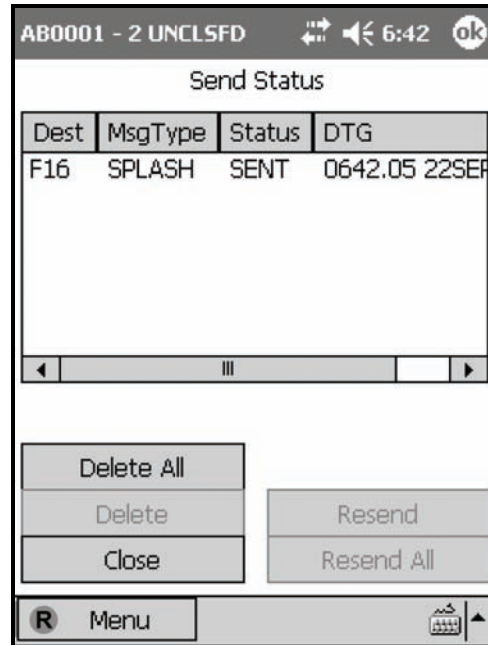 AB0001 - 2 UNCLSFD 6:42 ok
Send Status
Dest MsgType Status DTG
F16 SPLASH SENT 0642.05 22SEP
Delete All
Delete Resend
Close Resend All
R Menu